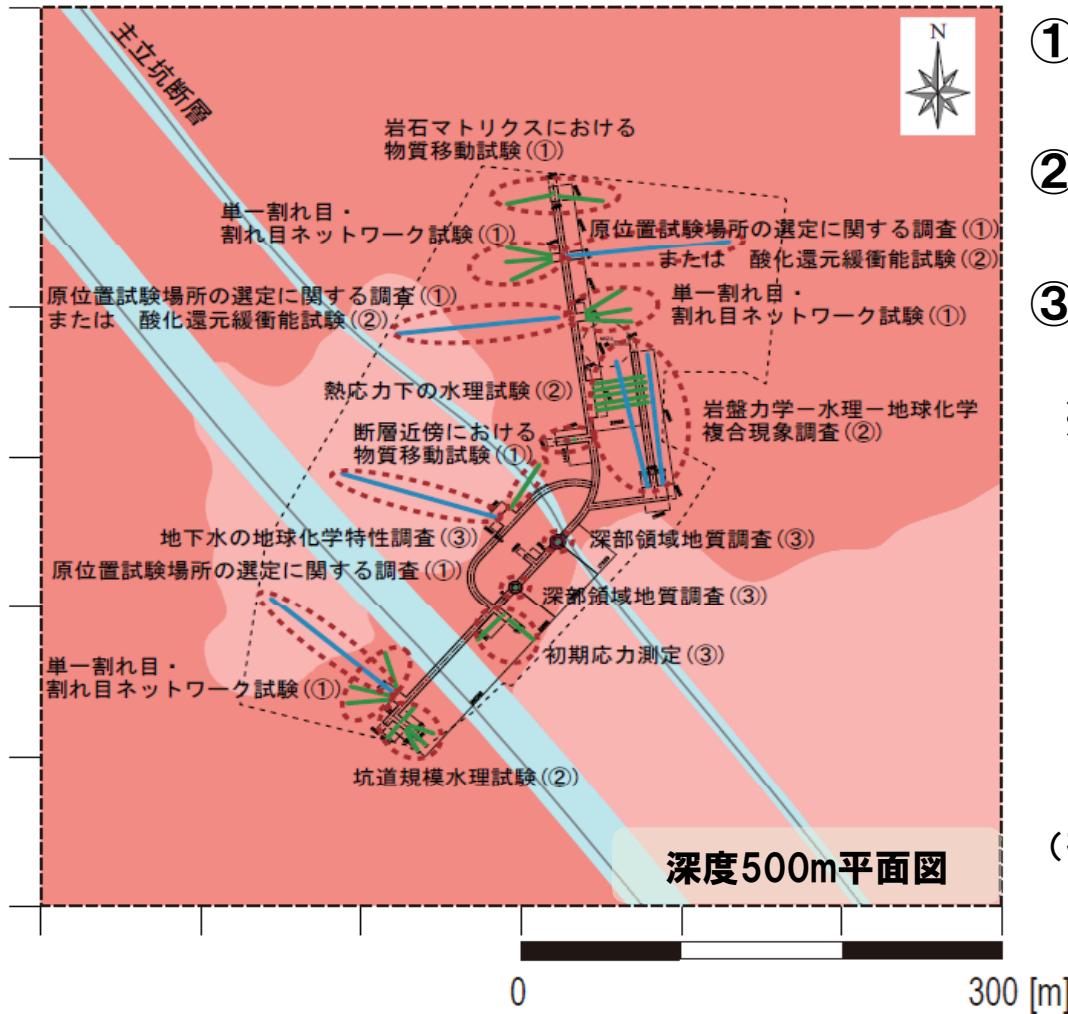 主立坑断層
N
①
②
③
岩石マトリクスにおける
物質移動試験(①)
単一割れ目・
割れ目ネットワーク試験(①)
原位置試験場所の選定に関する調査(①)
または 酸化還元緩衝能試験(②)
原位置試験場所の選定に関する調査(①)
または 酸化還元緩衝能試験(②)
単一割れ目・
割れ目ネットワーク試験(①)
熱応力下の水理試験(②)
岩盤力学－水理－地球化学
複合現象調査(②)
断層近傍における
物質移動試験(①)
地下水の地球化学特性調査(③)
深部領域地質調査(③)
原位置試験場所の選定に関する調査(①)
深部領域地質調査(③)
初期応力測定(③)
単一割れ目・
割れ目ネットワーク試験(①)
坑道規模水理試験(②)
深度500m平面図
0
300 [m]